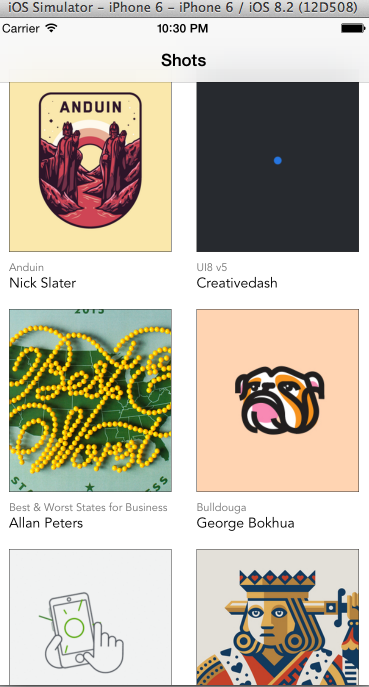 iOS Simulator - iPhone 6 - iPhone 6 / iOS 8.2 (12D508)
Carrier 10:30 PM
Shots
ANDUIN
Anduin
UI8 v5
Nick Slater
Creativedash
2015
Best &
Worst
Best & Worst States for Business
Bulldouga
Allan Peters
George Bokhua